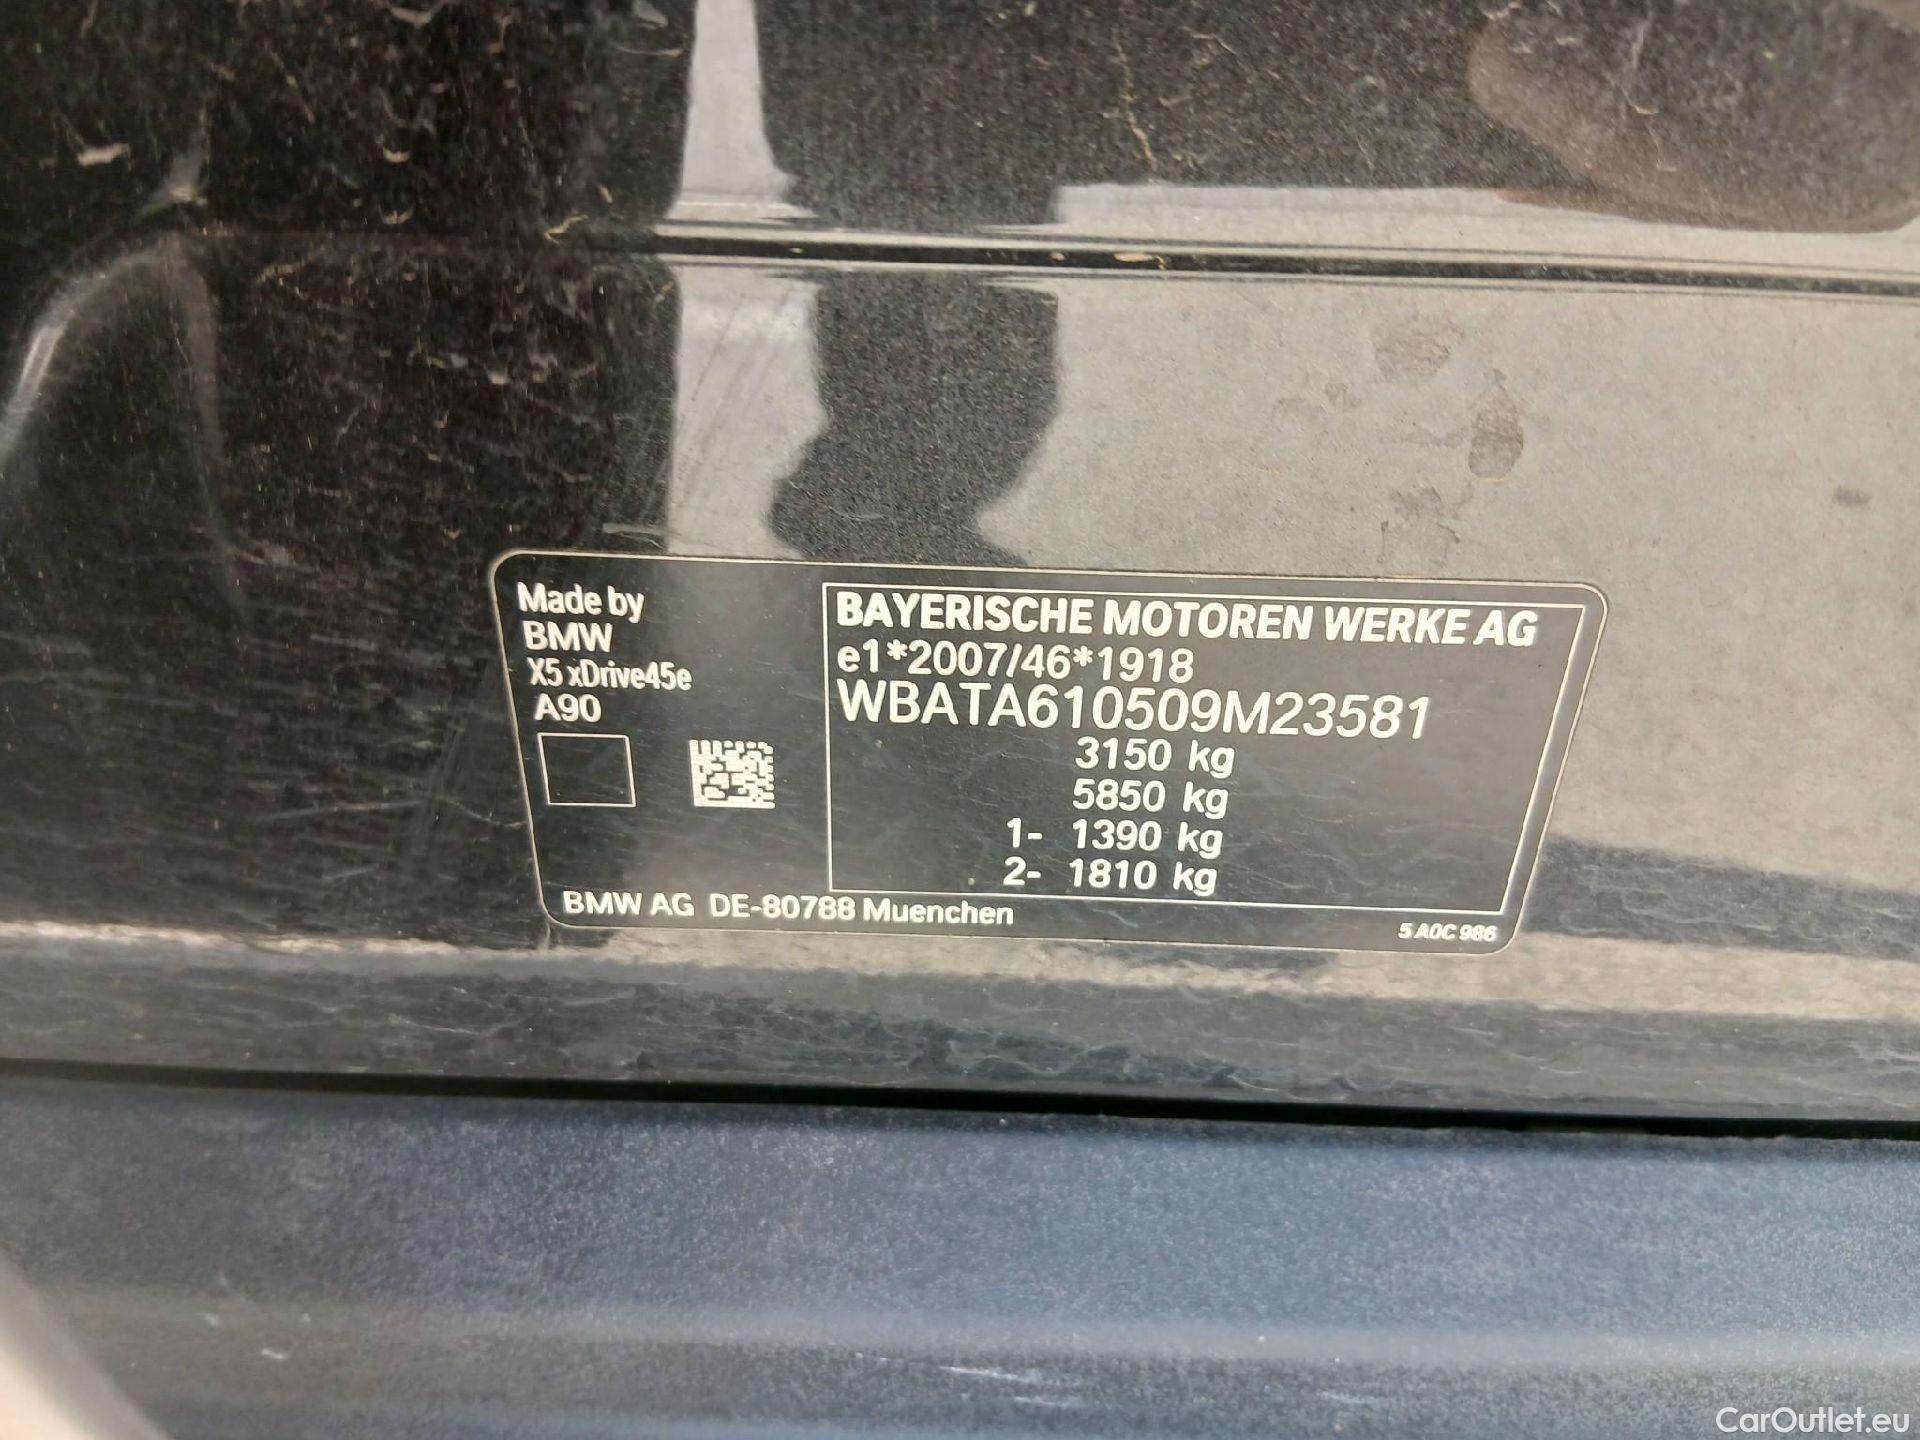 Made by
BMW
X5 xDrive45e
A90
BAYERISCHE MOTOREN WERKE AG
e1*2007/46*1918
WBATA610509M23581
3150 kg
5850 kg
1- 1390 kg
2- 1810 kg
BMW AG DE-80788 Muenchen
5 A0C 986
CarOutlet.eu